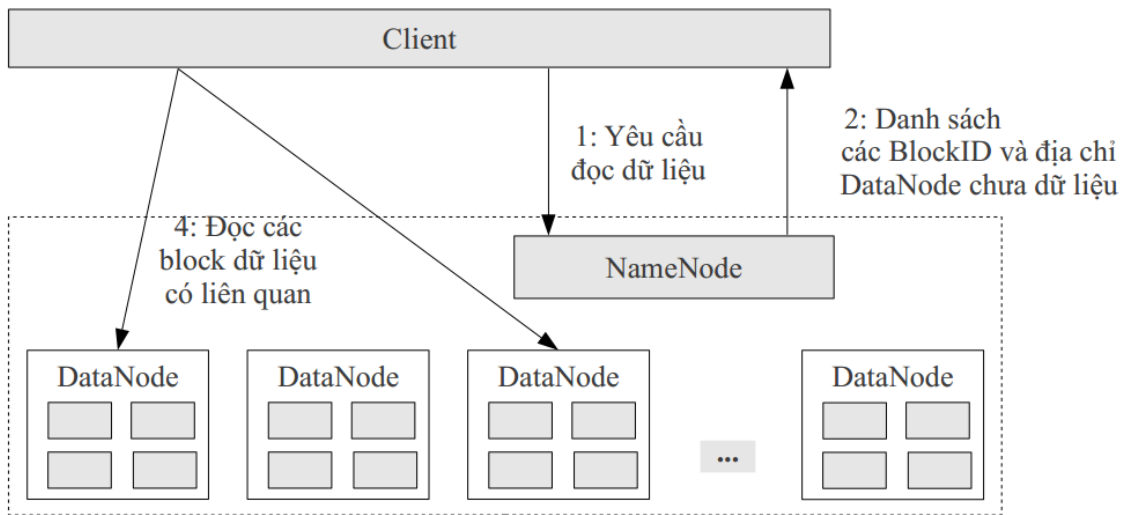 Client
1: Yêu cầu
đọc dữ liệu
2: Danh sách
các BlockID và địa chỉ
DataNode chưa dữ liệu
4: Đọc các
block dữ liệu
có liên quan
NameNode
DataNode
DataNode
DataNode
...
DataNode